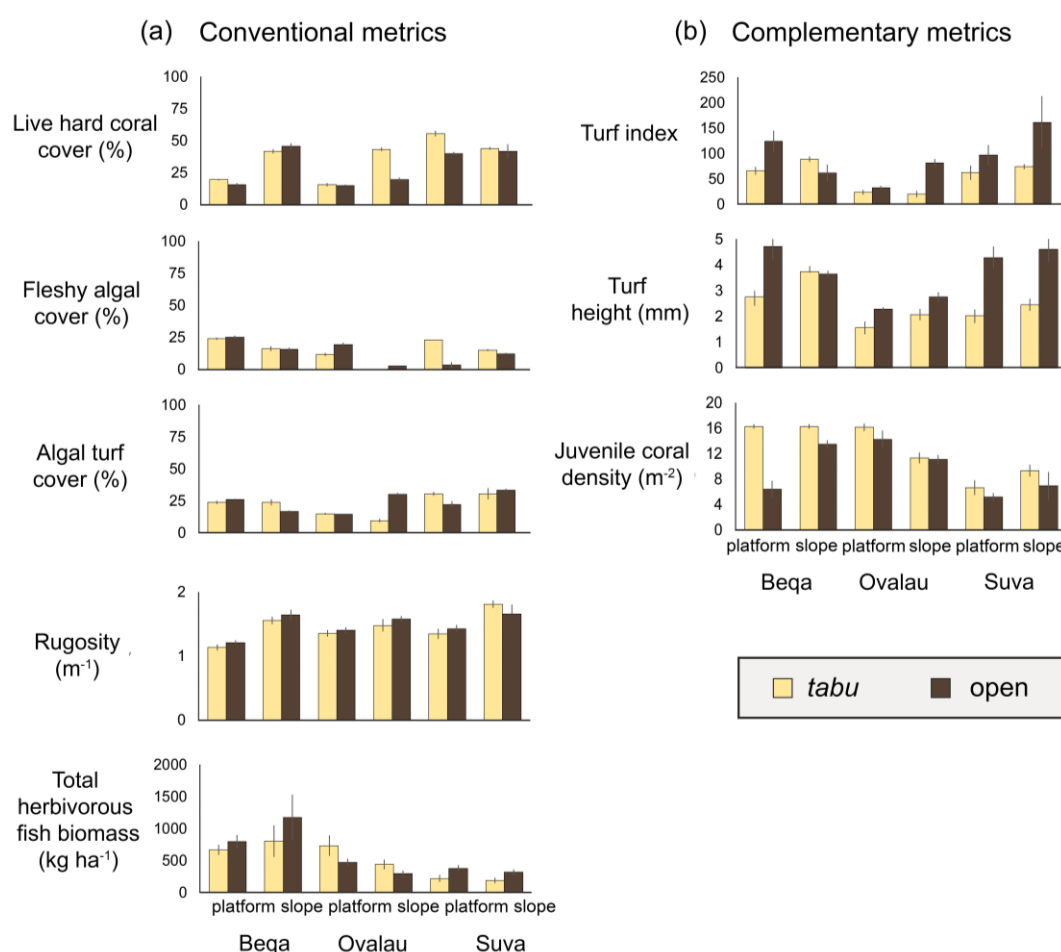 (a) Conventional metrics
Live hard coral
cover (%)
100
75
50
25
0
Fleshy algal
cover (%)
100
75
50
25
0
Algal turf
cover (%)
100
75
50
25
0
Rugosity
(m⁻¹)
2
1
0
Total
herbivorous
fish biomass
(kg ha⁻¹)
2000
1500
1000
500
0
platform slope platform slope platform slope
Beqa Ovalau Suva
(b) Complementary metrics
Turf index
250
200
150
100
50
0
Turf
height (mm)
5
4
3
2
1
0
Juvenile coral
density (m⁻²)
20
16
12
8
4
0
platform slope platform slope platform slope
Beqa Ovalau Suva
tabu open